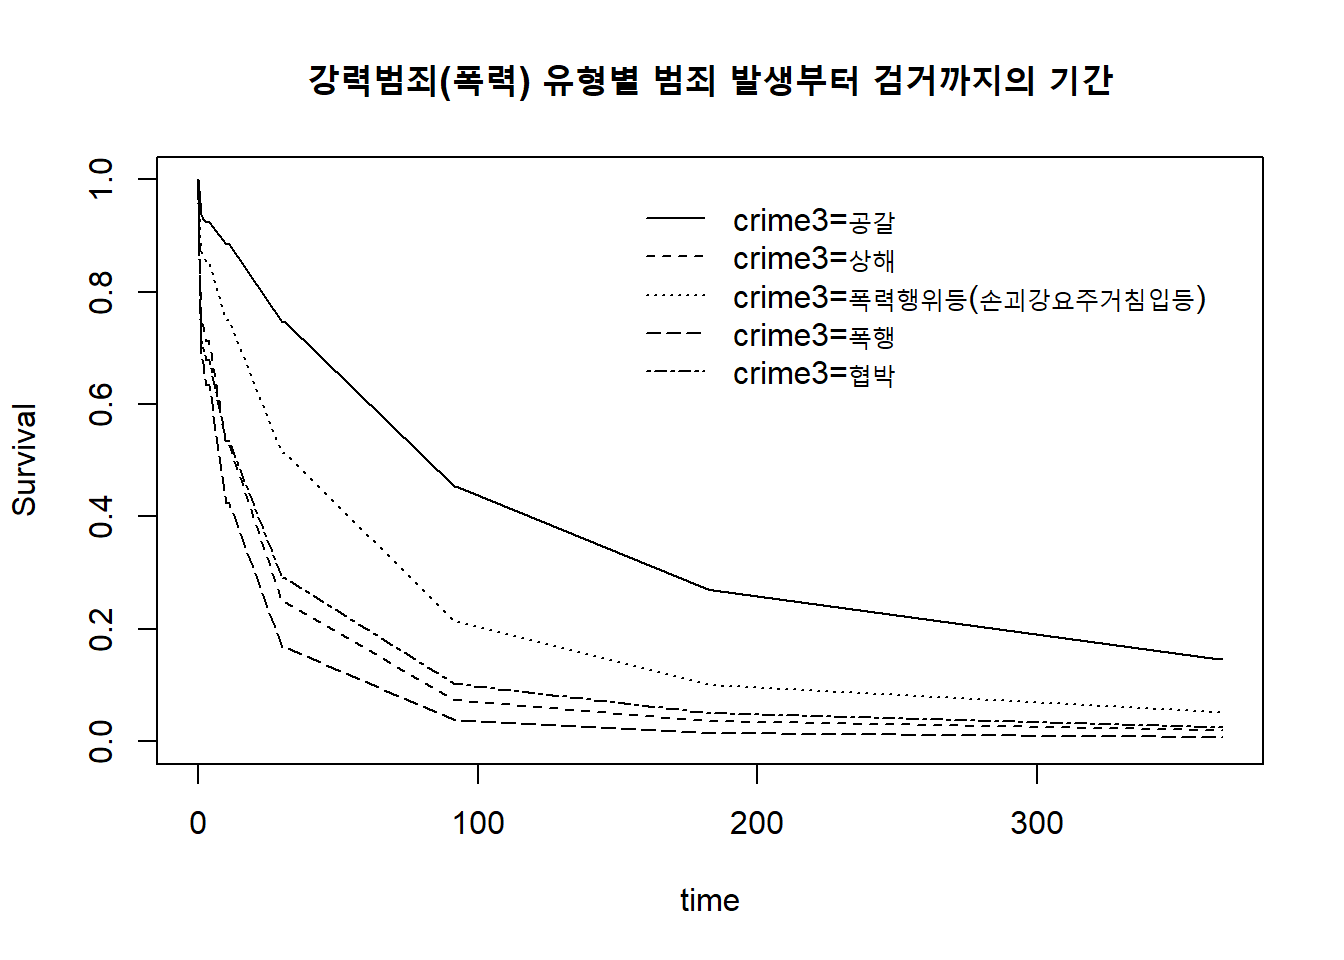 강력범죄(폭력) 유형별 범죄 발생부터 검거까지의 기간
1.0
0.8
0.6
0.4
0.2
0.0
Survival
crime3=공갈
crime3=상해
crime3=폭력행위등(손괴강요주거침입등)
crime3=폭행
crime3=협박
0 100 200 300
time